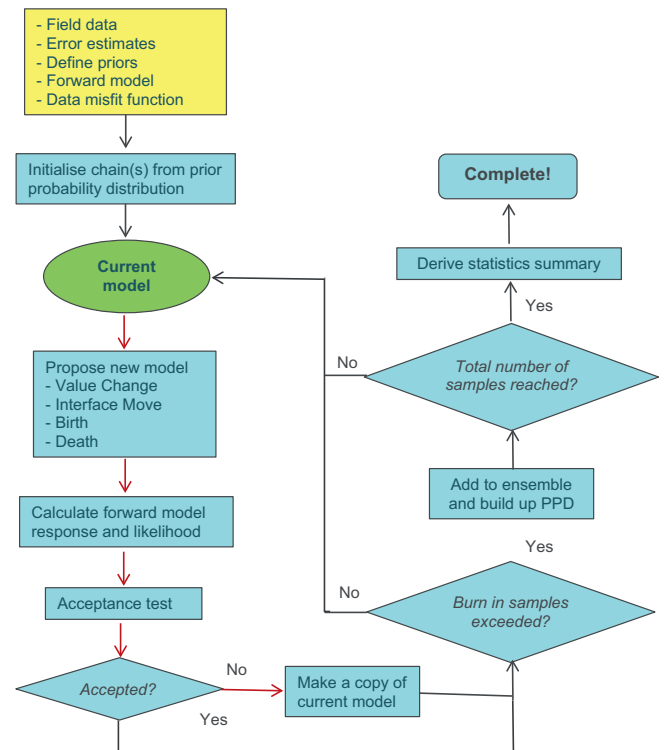 - Field data
- Error estimates
- Define priors
- Forward model
- Data misfit function
Initialise chain(s) from prior
probability distribution
Current
model
Propose new model
- Value Change
- Interface Move
- Birth
- Death
Calculate forward model
response and likelihood
Acceptance test
Accepted?
No
Yes
Make a copy of
current model
Burn in samples
exceeded?
No
Yes
Add to ensemble
and build up PPD
Total number of
samples reached?
No
Yes
Derive statistics summary
Complete!